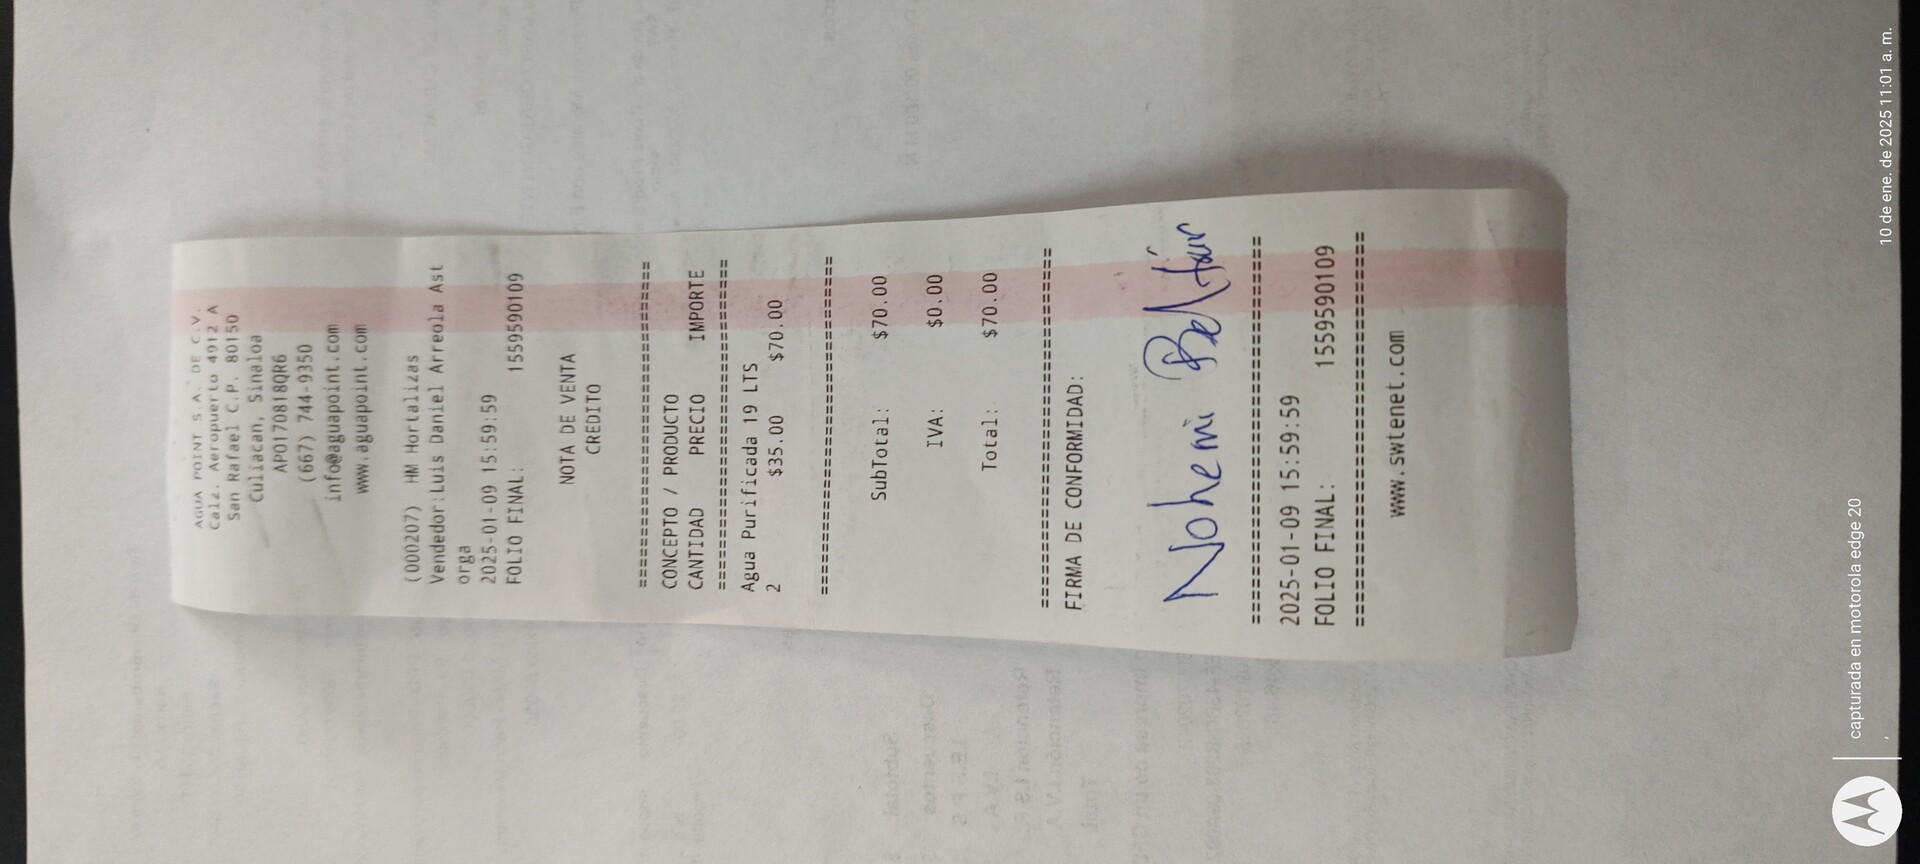 AGUA POINT S.A. DE C.V.
Calz. Aeropuerto 4912 A
San Rafael C.P. 80150
Culiacan, Sinaloa
APO170818QR6
(667) 744-9350
info@aguapoint.com
www.aguapoint.com
(000207) HM Hortalizas
Vendedor:Luis Daniel Arreola Ast
orga
2025-01-09 15:59:59
FOLIO FINAL: 1559590109
NOTA DE VENTA
CREDITO
================================
CONCEPTO / PRODUCTO
CANTIDAD PRECIO IMPORTE
================================
Agua Purificada 19 LTS
2 $35.00 $70.00
================================
SubTotal: $70.00
IVA: $0.00
Total: $70.00
================================
FIRMA DE CONFORMIDAD:
Nohemi Beltán
================================
2025-01-09 15:59:59
FOLIO FINAL: 1559590109
================================
www.swtenet.com
capturada en motorola edge 20
10 de ene. de 2025 11:01 a. m.